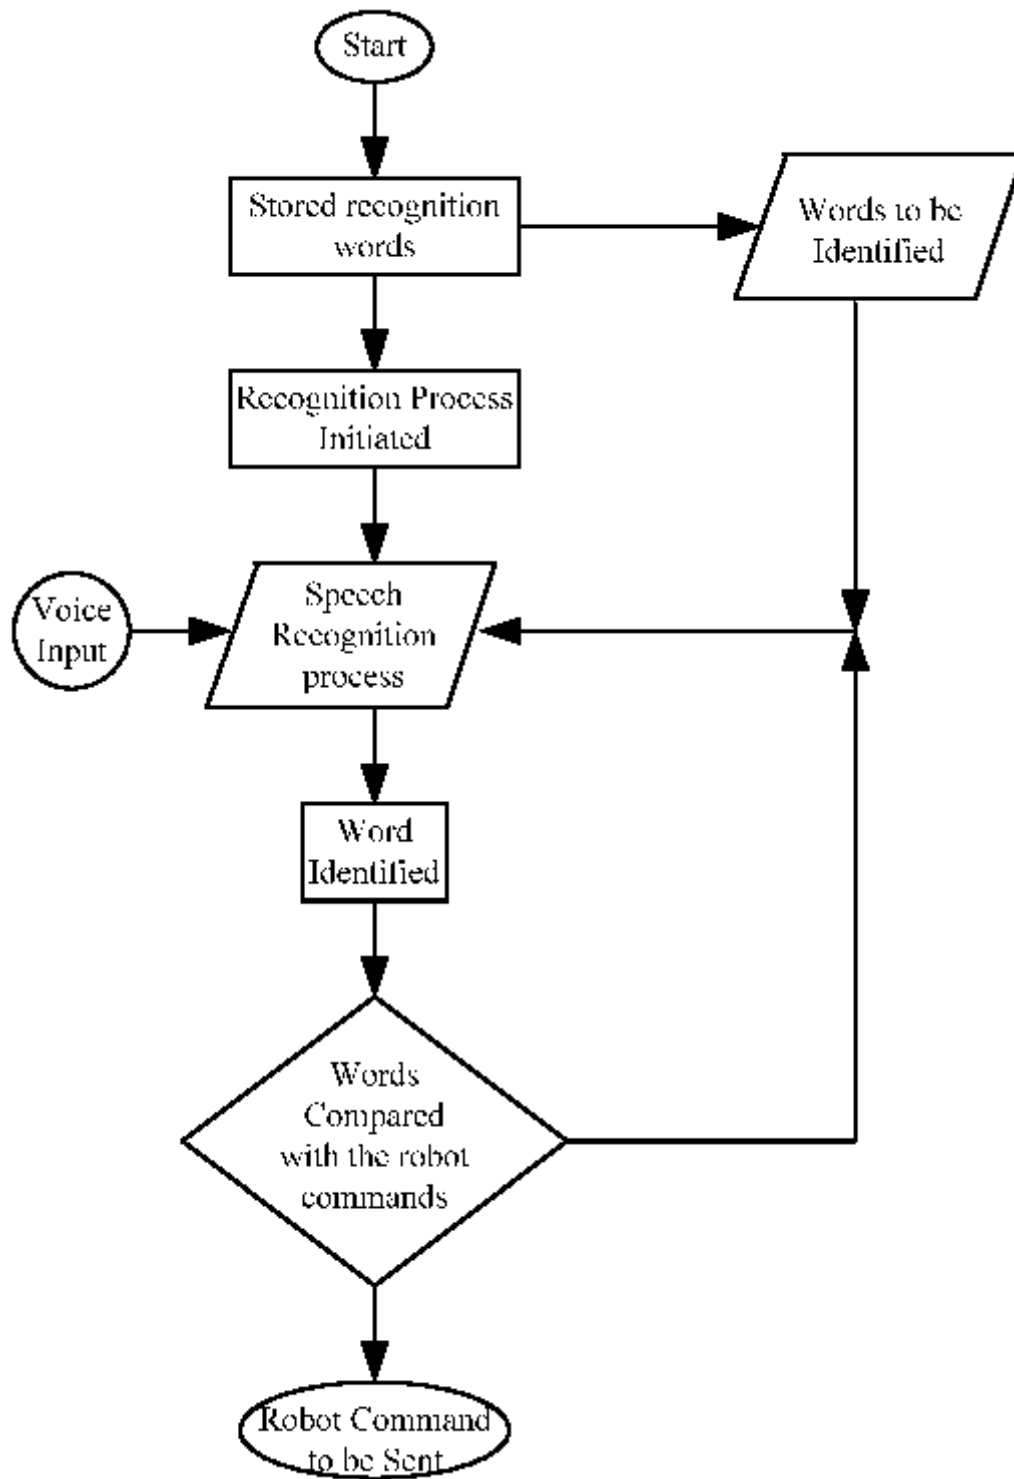 Start
Stored recognition
words
Words to be
Identified
Recognition Process
Initiated
Voice
Input
Speech
Recognition
process
Word
Identified
Words
Compared
with the robot
commands
Robot Command
to be Sent